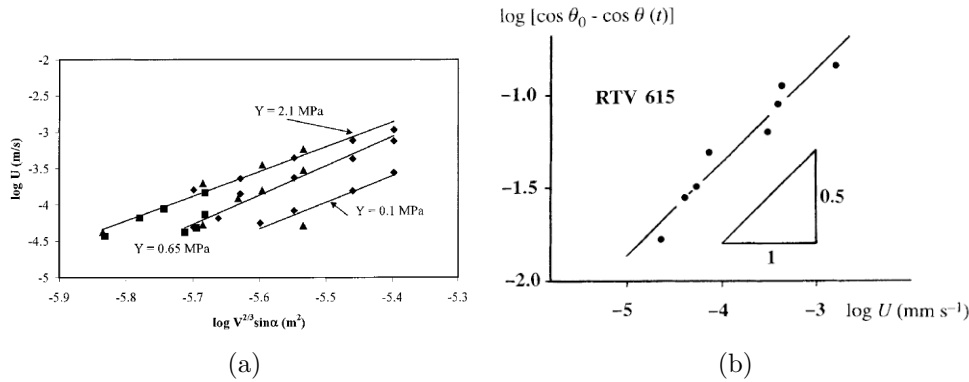 -2
-2.5
-3
-3.5
-4
-4.5
-5
log U (m/s)
Y = 2.1 MPa
Y = 0.1 MPa
Y = 0.65 MPa
-5.9 -5.8 -5.7 -5.6 -5.5 -5.4 -5.3
log V^{2/3}sinα (m²)
(a)
log [cos θ₀ - cos θ (t)]
RTV 615
−1.0
−1.5
−2.0
0.5
1
−5 −4 −3 log U (mm s⁻¹)
(b)